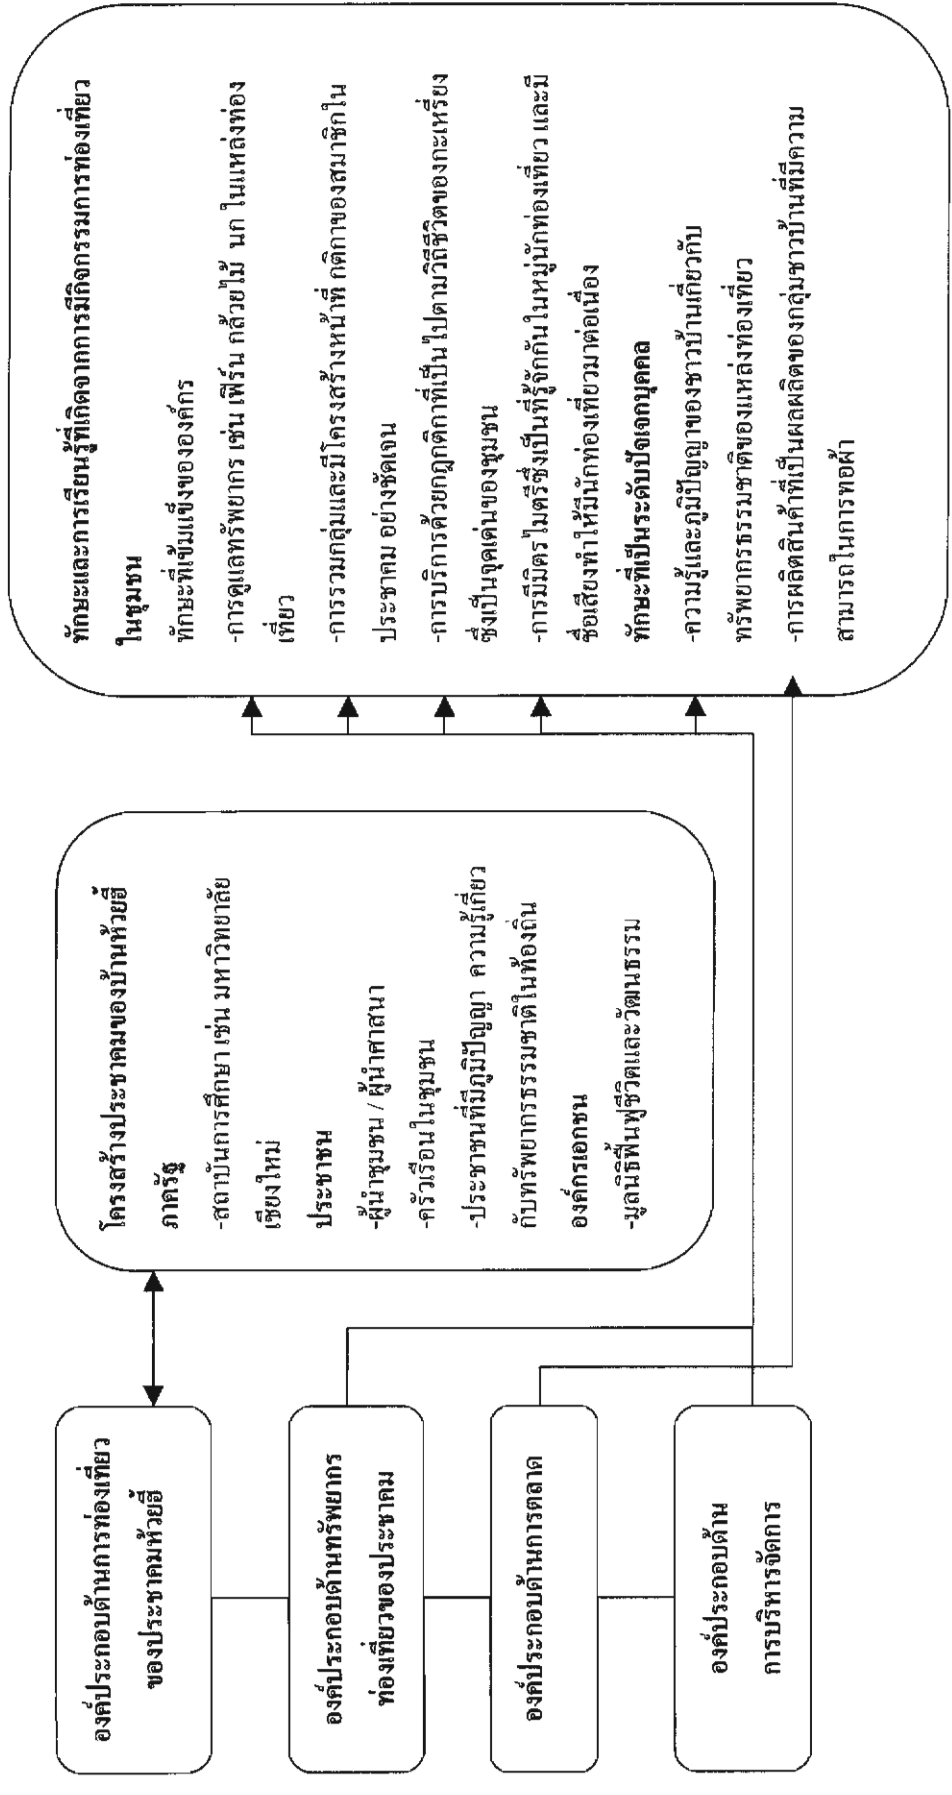 องค์ประกอบด้านการท่องเที่ยว
ของประชาคมห้วยฮี้
องค์ประกอบด้านทรัพยากร
ท่องเที่ยวของประชาคม
องค์ประกอบด้านการตลาด
องค์ประกอบด้าน
การบริหารจัดการ
โครงสร้างประชาคมของบ้านห้วยฮี้
ภาครัฐ
-สถาบันการศึกษา เช่น มหาวิทยาลัย
เชียงใหม่
ประชาชน
-ผู้นำชุมชน / ผู้นำศาสนา
-ครัวเรือนในชุมชน
-ประชาชนที่มีภูมิปัญญา ความรู้เกี่ยว
กับทรัพยากรธรรมชาติในท้องถิ่น
องค์กรเอกชน
-มูลนิธิฟื้นฟูชีวิตและวัฒนธรรม
ทักษะและการเรียนรู้ที่เกิดจากการมีกิจกรรมการท่องเที่ยว
ในชุมชน
ทักษะที่เข้มแข็งขององค์กร
-การดูแลทรัพยากร เช่น เฟิร์น กล้วยไม้ นก ในแหล่งท่อง
เที่ยว
-การรวมกลุ่มและมีโครงสร้างหน้าที่ กติกาของสมาชิกใน
ประชาคม อย่างชัดเจน
-การบริการด้วยกฎกติกาที่เป็นไปตามวิถีชีวิตของกะเหรี่ยง
ซึ่งเป็นจุดเด่นของชุมชน
-การมีมิตรไมตรีซึ่งเป็นที่รู้จักกันในหมู่นักท่องเที่ยว และมี
ชื่อเสียงทำให้มีนักท่องเที่ยวมาต่อเนื่อง
ทักษะที่เป็นระดับปัจเจกบุคคล
-ความรู้และภูมิปัญญาของชาวบ้านเกี่ยวกับ
ทรัพยากรธรรมชาติของแหล่งท่องเที่ยว
-การผลิตสินค้าที่เป็นผลผลิตของกลุ่มชาวบ้านที่มีความ
สามารถในการทอผ้า